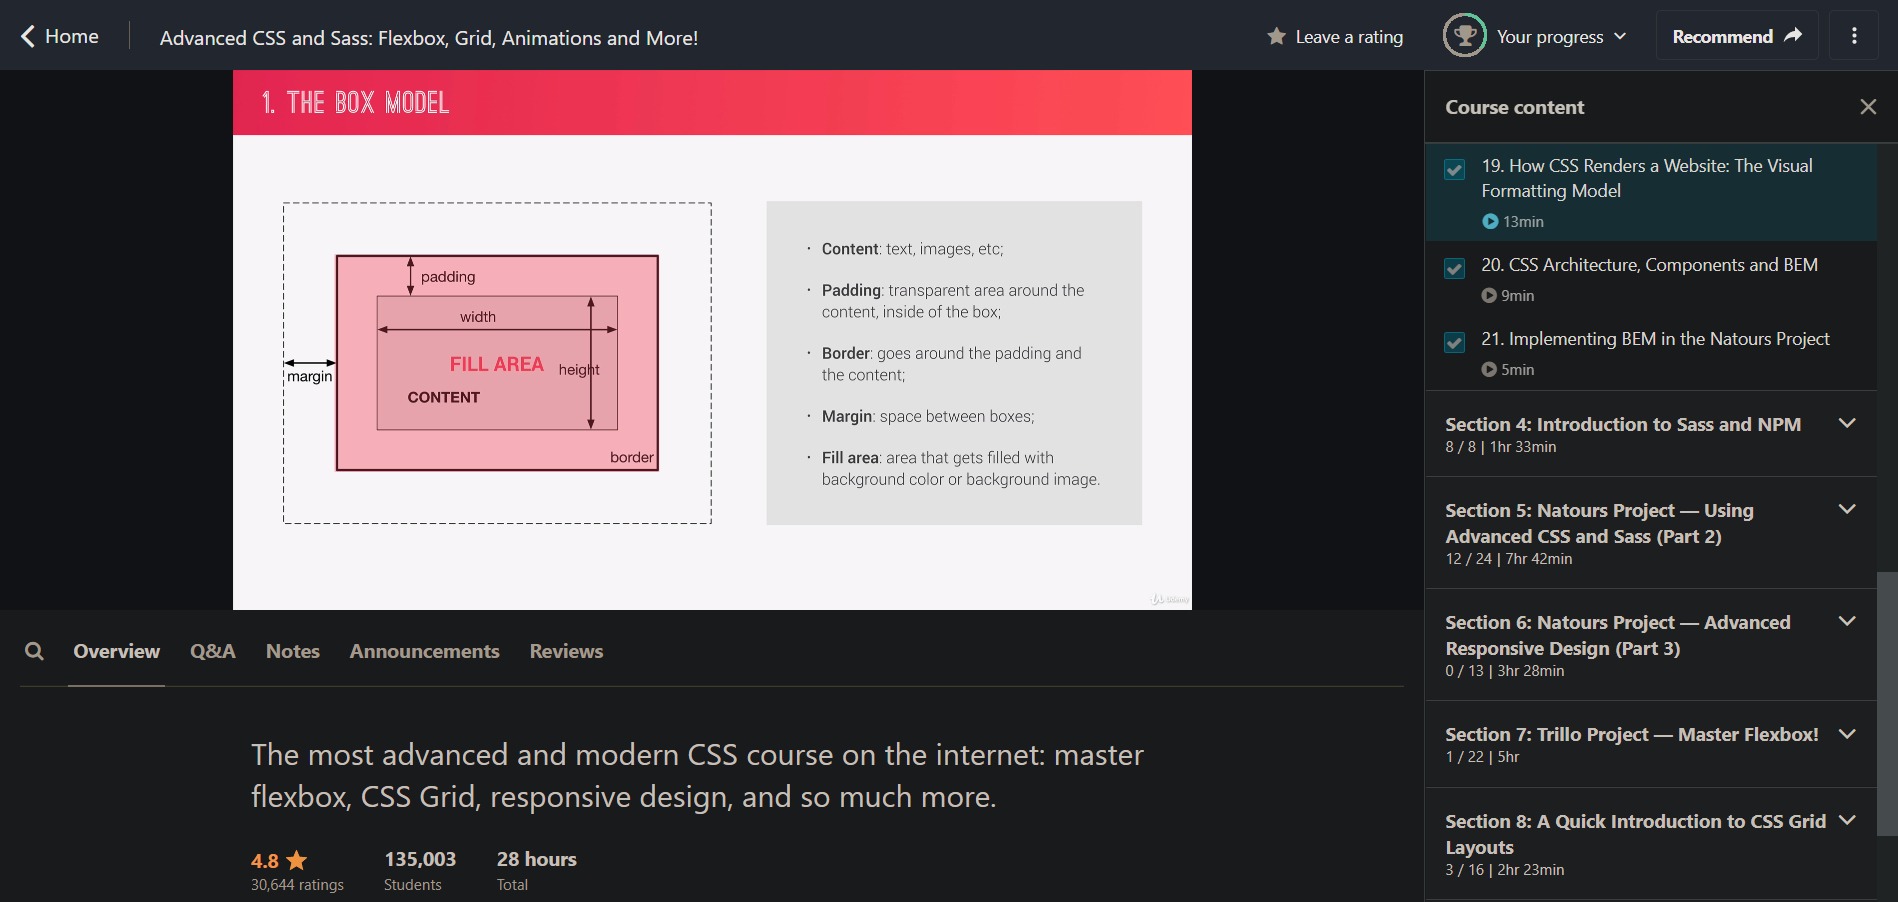 Home
Advanced CSS and Sass: Flexbox, Grid, Animations and More!
Leave a rating
Your progress
Recommend
1. THE BOX MODEL
padding
width
FILL AREA
height
margin
CONTENT
border
· Content: text, images, etc;
· Padding: transparent area around the
content, inside of the box;
· Border: goes around the padding and
the content;
· Margin: space between boxes;
· Fill area: area that gets filled with
background color or background image.
Udemy
Overview
Q&A
Notes
Announcements
Reviews
The most advanced and modern CSS course on the internet: master
flexbox, CSS Grid, responsive design, and so much more.
4.8
30,644 ratings
135,003
Students
28 hours
Total
Course content
19. How CSS Renders a Website: The Visual
Formatting Model
13min
20. CSS Architecture, Components and BEM
9min
21. Implementing BEM in the Natours Project
5min
Section 4: Introduction to Sass and NPM
8 / 8 | 1hr 33min
Section 5: Natours Project — Using
Advanced CSS and Sass (Part 2)
12 / 24 | 7hr 42min
Section 6: Natours Project — Advanced
Responsive Design (Part 3)
0 / 13 | 3hr 28min
Section 7: Trillo Project — Master Flexbox!
1 / 22 | 5hr
Section 8: A Quick Introduction to CSS Grid
Layouts
3 / 16 | 2hr 23min